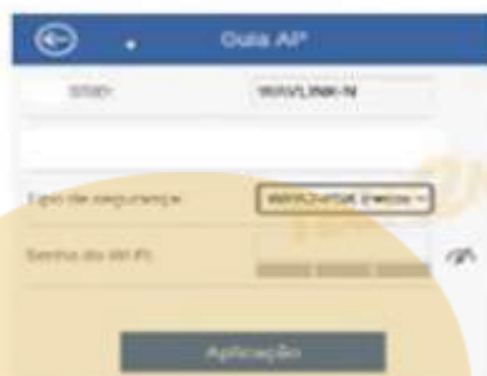 Guia AP
SSID: WAVLINK-N
Tipo de segurança:
Senha do Wi-Fi:
Aplicação